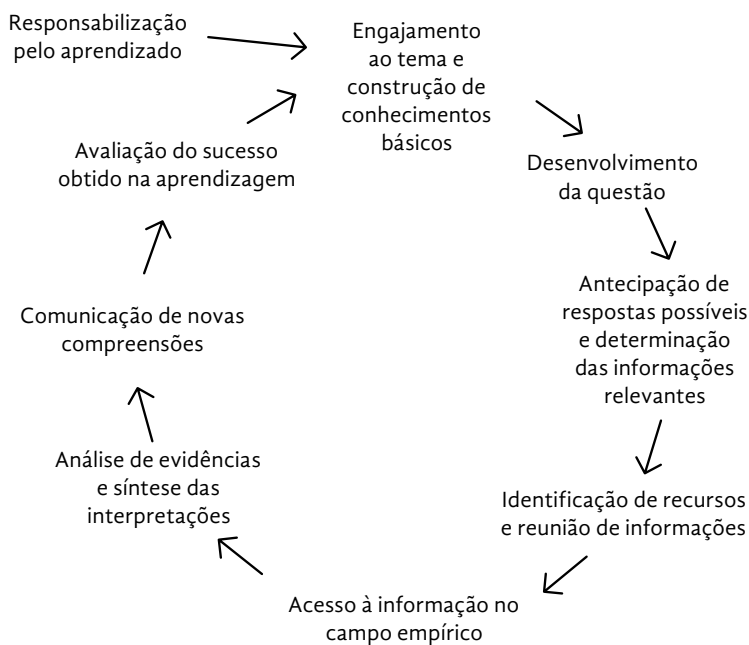 Responsabilização
pelo aprendizado
Engajamento
ao tema e
construção de
conhecimentos
básicos
Desenvolvimento
da questão
Antecipação de
respostas possíveis
e determinação
das informações
relevantes
Identificação de recursos
e reunião de informações
Acesso à informação no
campo empírico
Análise de evidências
e síntese das
interpretações
Comunicação de novas
compreensões
Avaliação do sucesso
obtido na aprendizagem